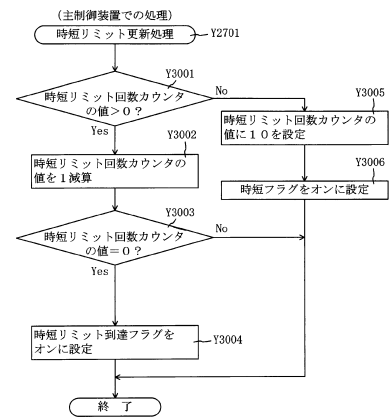 (主制御装置での処理)
時短リミット更新処理
Y2701
Y3001
時短リミット回数カウンタ
の値>0?
No
Yes
Y3005
時短リミット回数カウンタの
値に10を設定
Y3002
時短リミット回数カウンタの
値を1減算
Y3006
時短フラグをオンに設定
Y3003
時短リミット回数カウンタ
の値=0?
No
Yes
時短リミット到達フラグを
オンに設定
Y3004
終 了